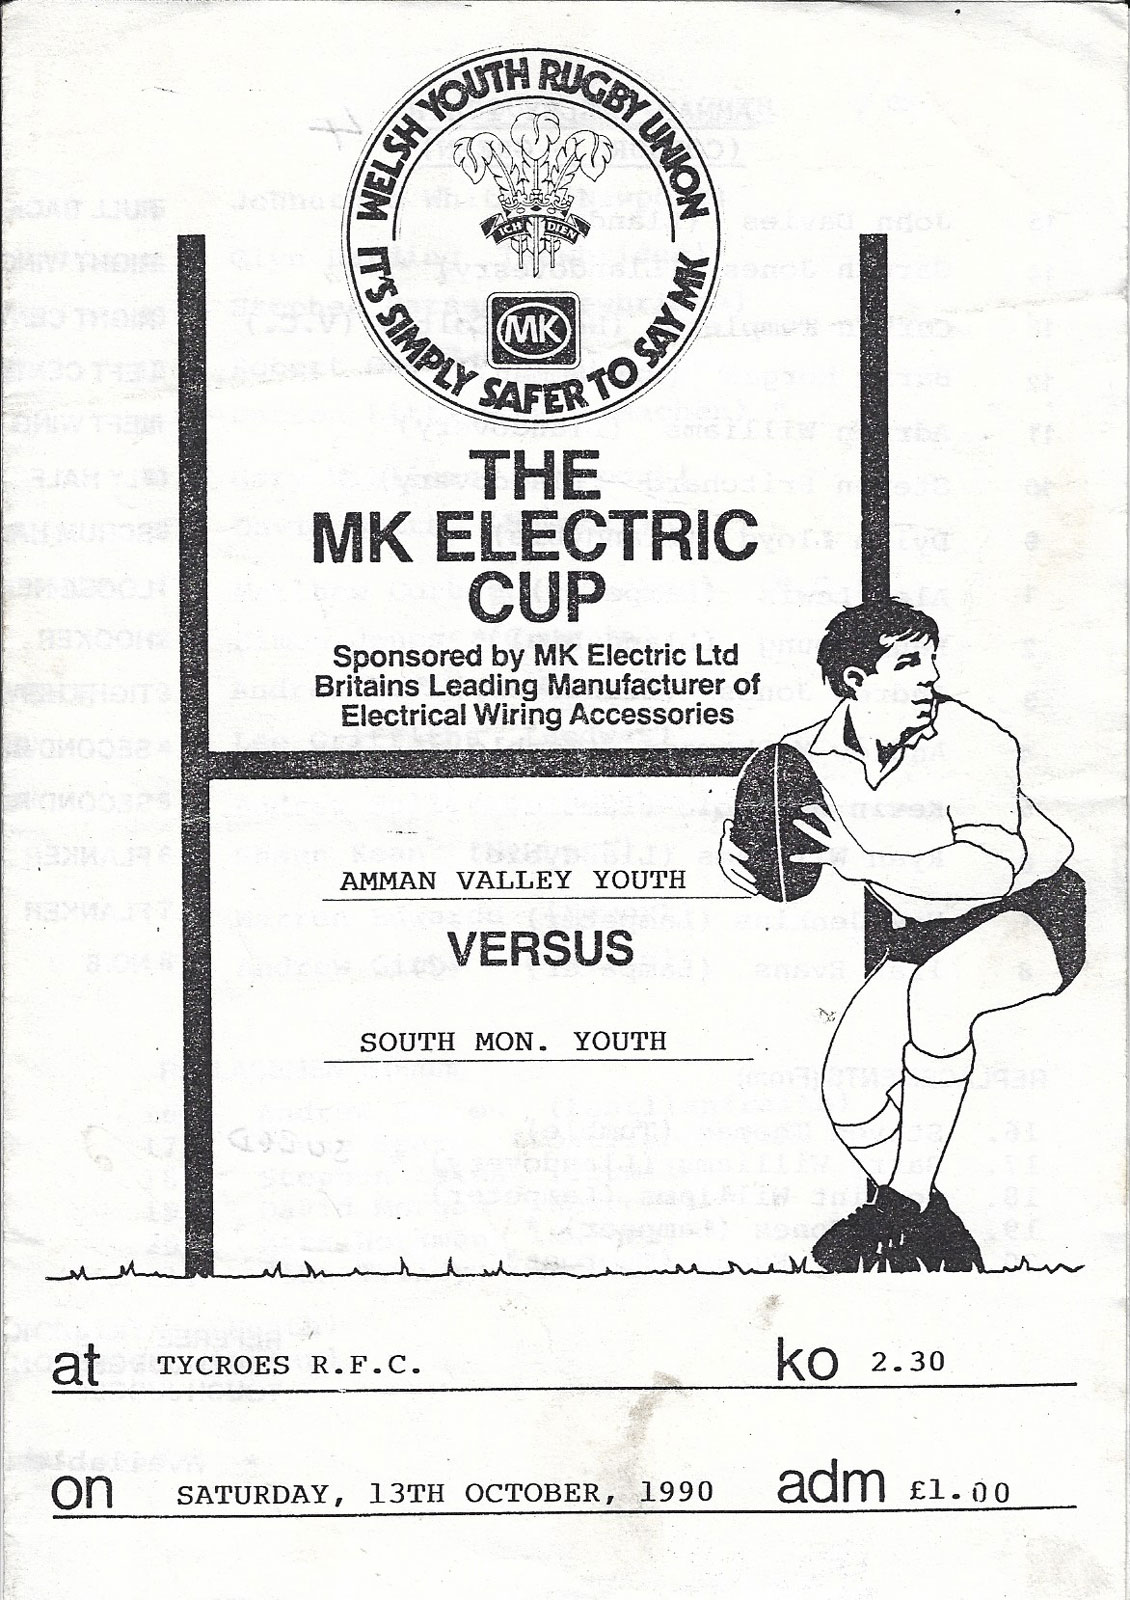 WELSH YOUTH RUGBY UNION
ICH DIEN
MK
IT'S SIMPLY SAFER TO SAY MK
THE
MK ELECTRIC
CUP
Sponsored by MK Electric Ltd
Britains Leading Manufacturer of
Electrical Wiring Accessories
AMMAN VALLEY YOUTH
VERSUS
SOUTH MON. YOUTH
at TYCROES R.F.C. ko 2.30
on SATURDAY, 13TH OCTOBER, 1990 adm £1.00